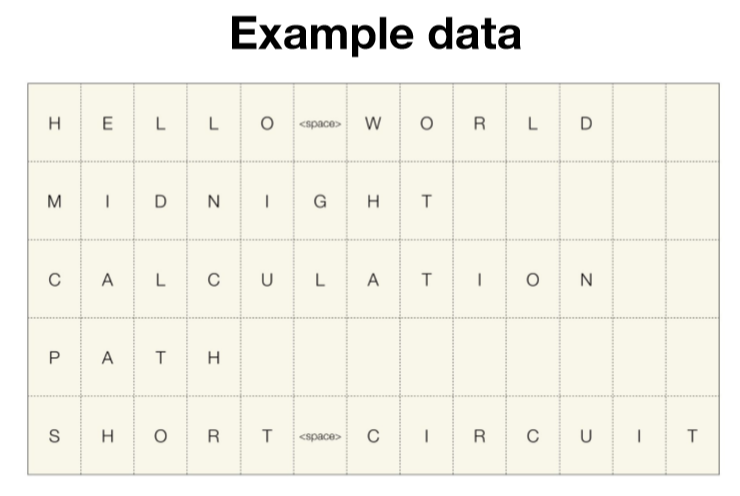 Example data
H E L L O <space> W O R L D
M I D N I G H T
C A L C U L A T I O N
P A T H
S H O R T <space> C I R C U I T